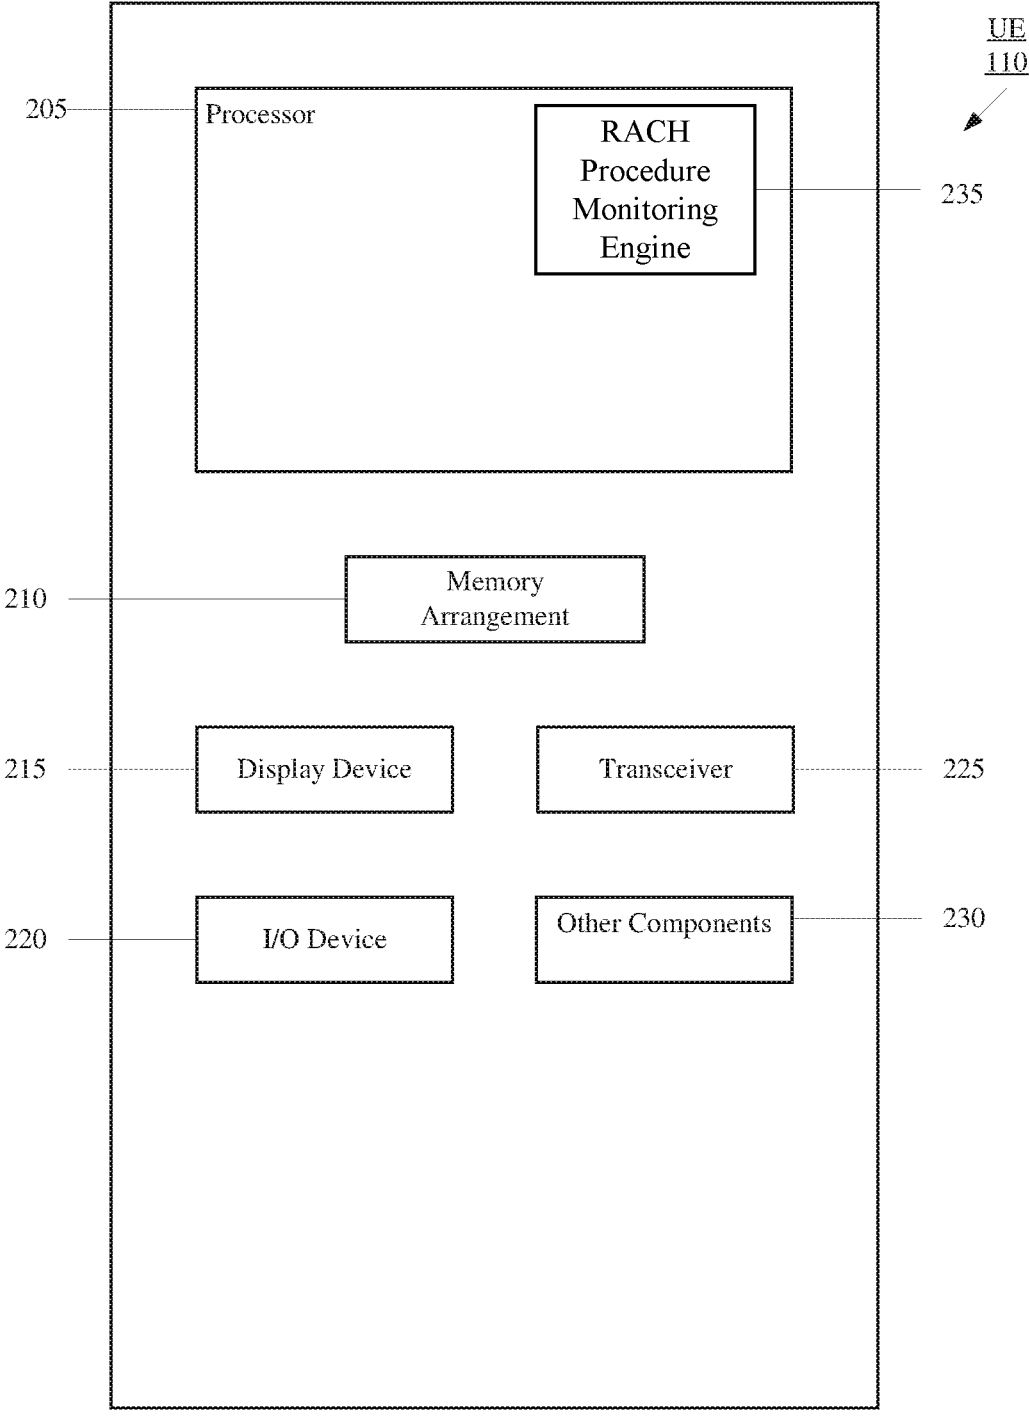 UE
110
205
Processor
RACH
Procedure
Monitoring
Engine
235
210
Memory
Arrangement
215
Display Device
Transceiver
225
220
I/O Device
Other Components
230